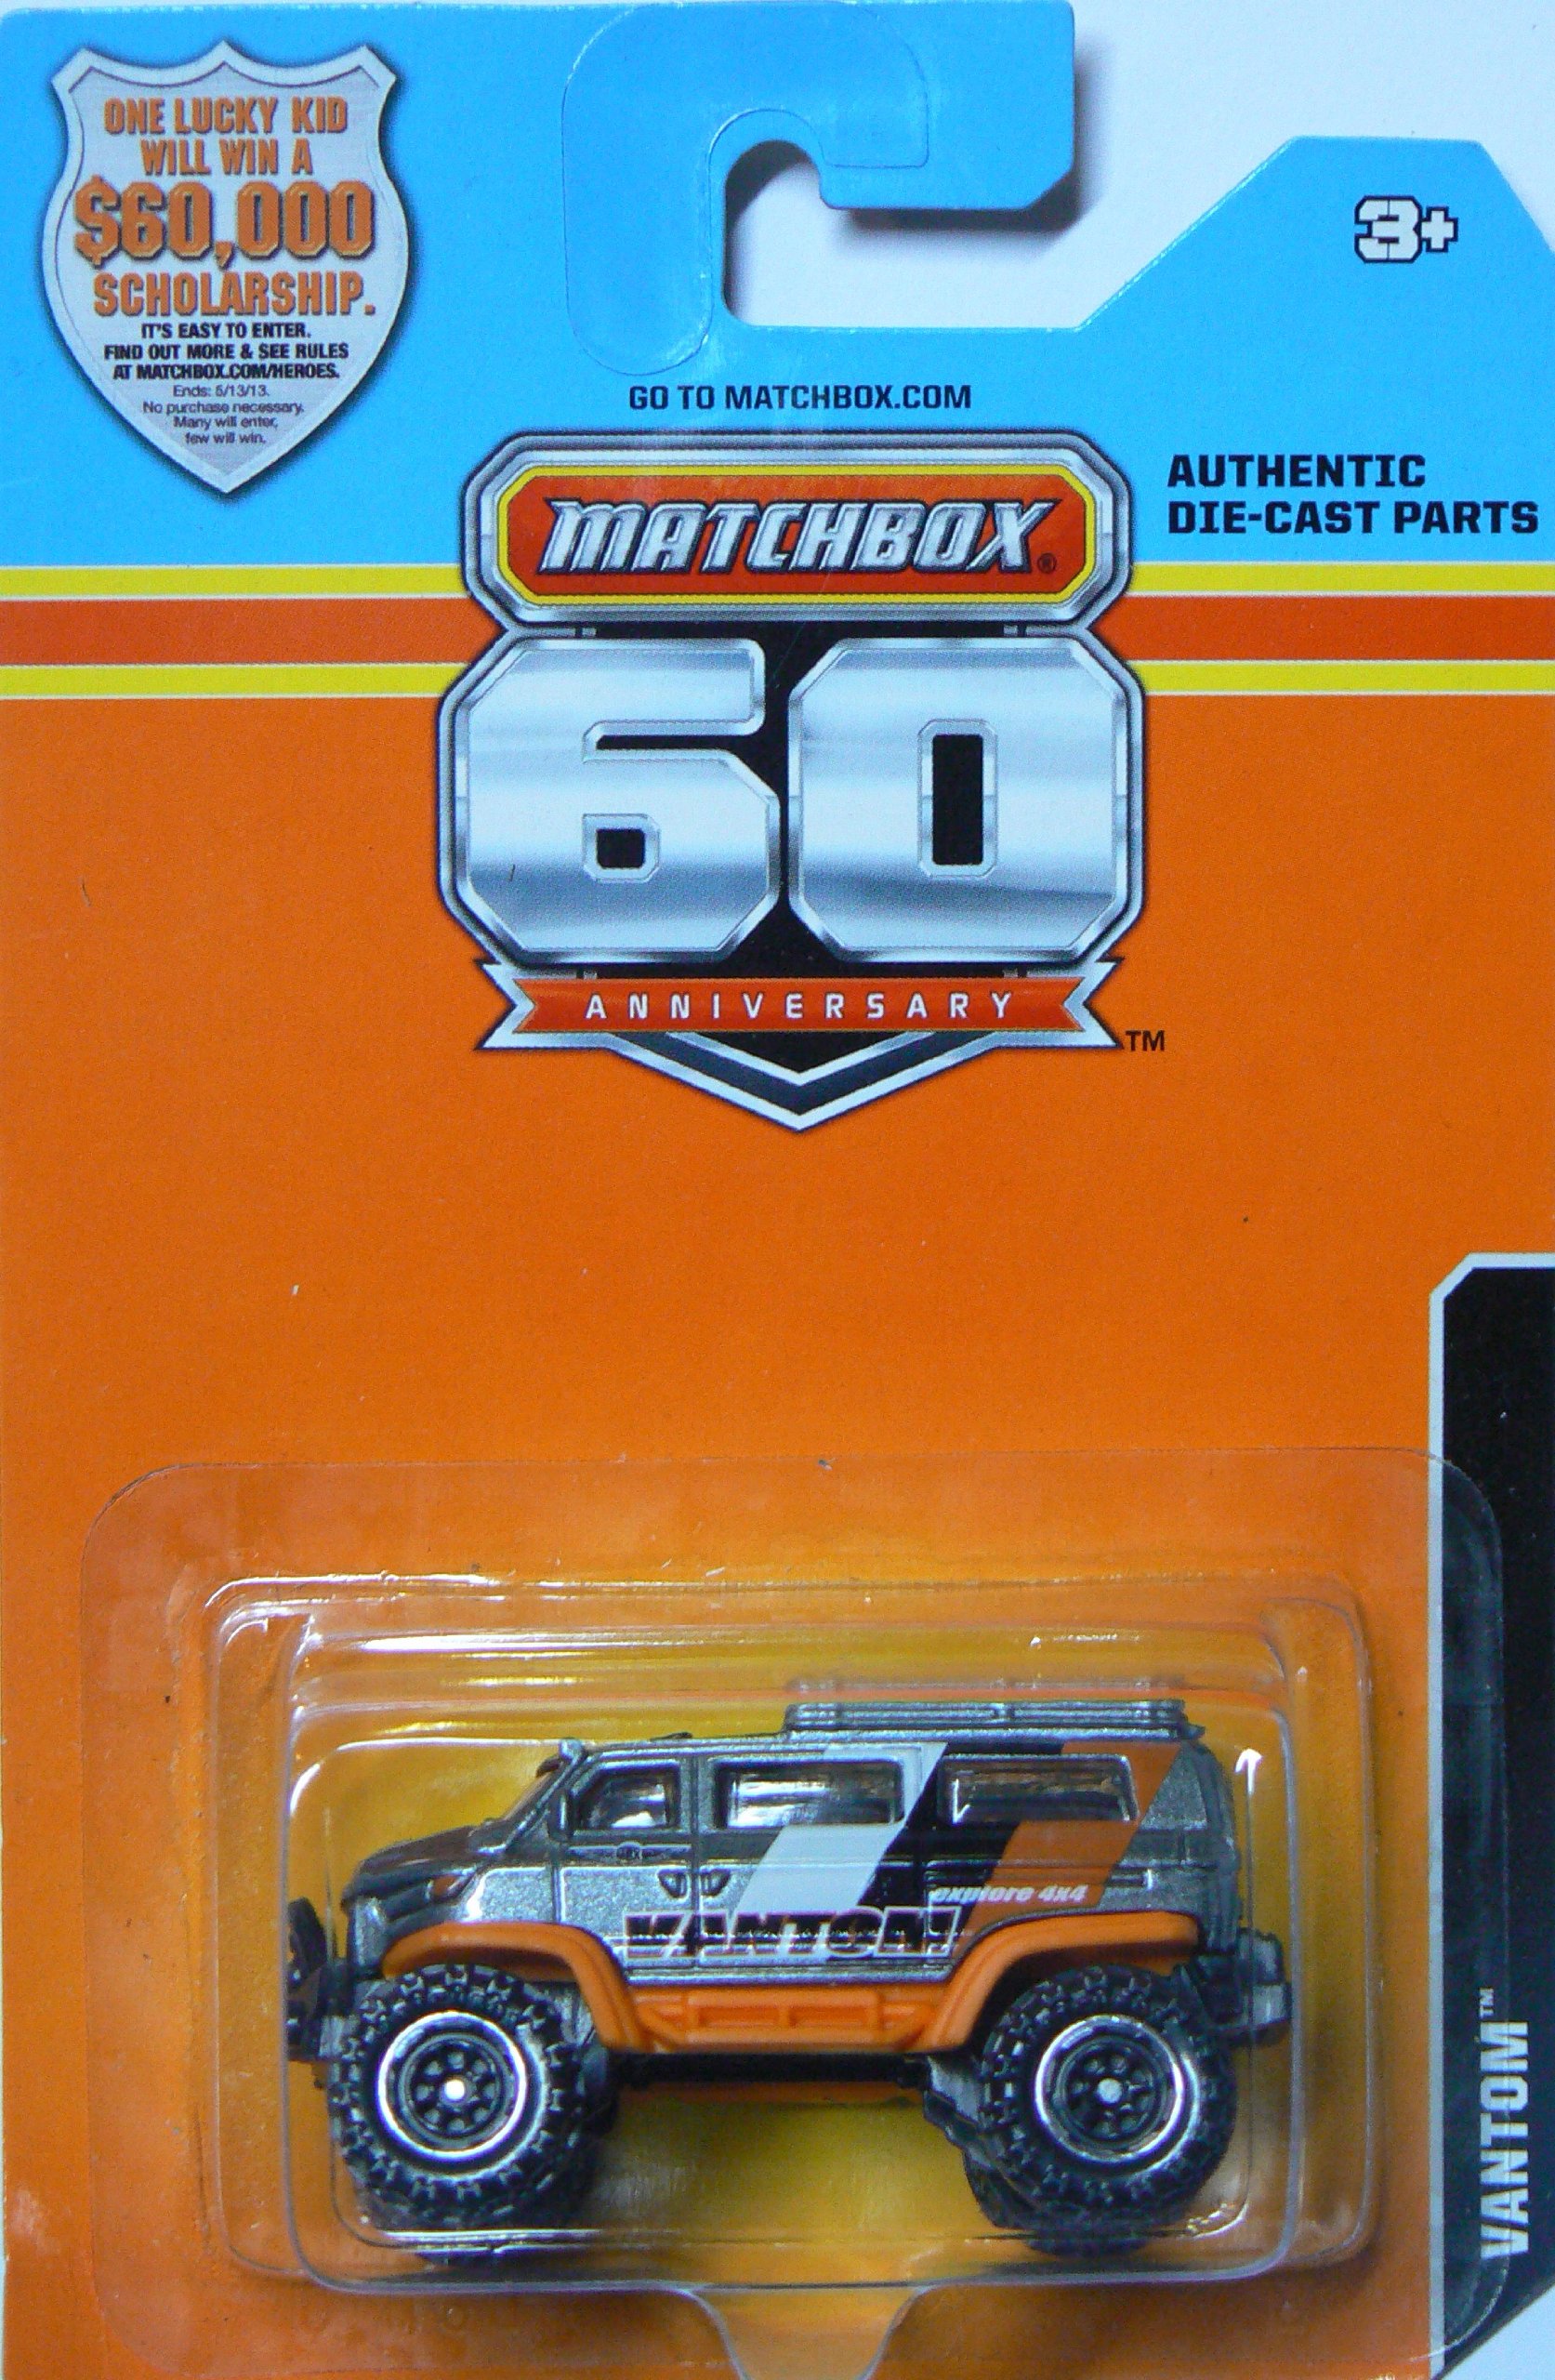 ONE LUCKY KID
WILL WIN A
$60,000
SCHOLARSHIP.
IT'S EASY TO ENTER.
FIND OUT MORE & SEE RULES
AT MATCHBOX.COM/HEROES.
Ends: 5/13/13.
No purchase necessary.
Many will enter,
few will win.
3+
GO TO MATCHBOX.COM
AUTHENTIC
DIE-CAST PARTS
MATCHBOX®
60
ANNIVERSARY
TM
explore 4x4
VANTOM
VANTOM™